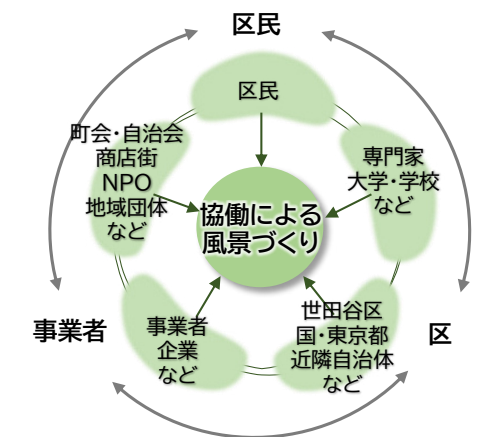 区民
区民
町会・自治会
商店街
NPO
地域団体
など
専門家
大学・学校
など
協働による
風景づくり
事業者
事業者
企業
など
世田谷区
国・東京都
近隣自治体
など
区